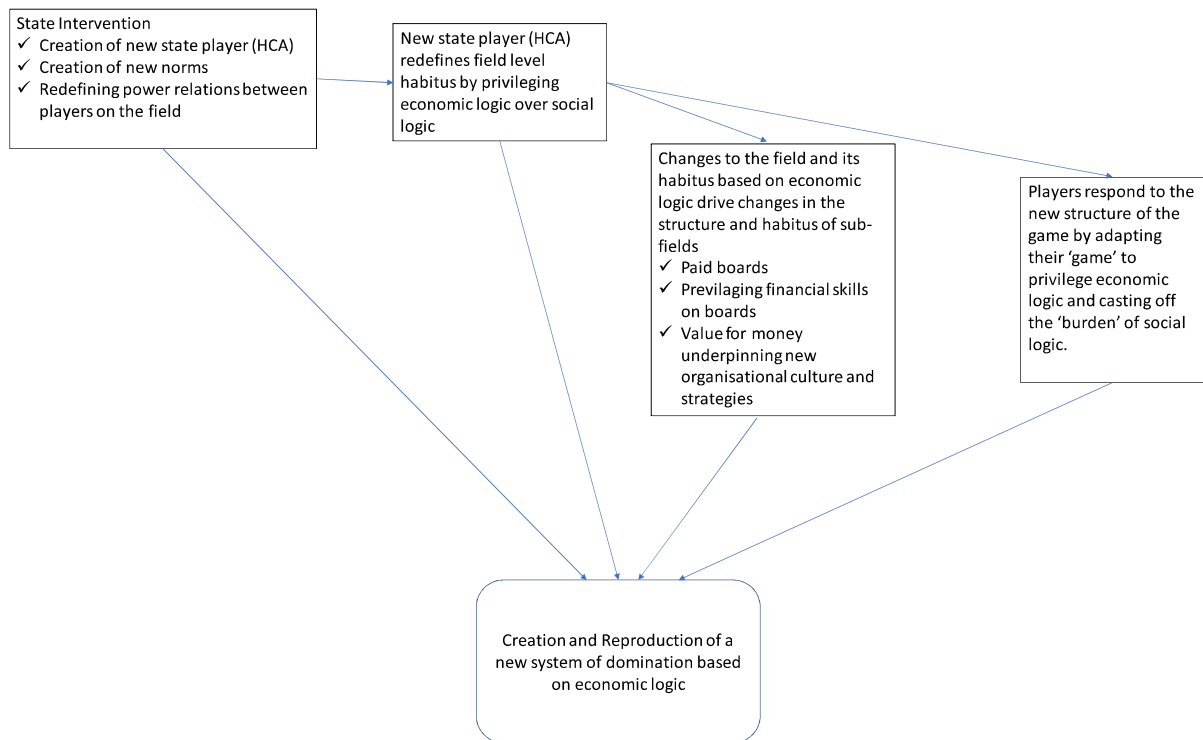 State Intervention
✓ Creation of new state player (HCA)
✓ Creation of new norms
✓ Redefining power relations between
players on the field
New state player (HCA)
redefines field level
habitus by privileging
economic logic over social
logic
Changes to the field and its
habitus based on economic
logic drive changes in the
structure and habitus of sub-
fields
✓ Paid boards
✓ Previlaging financial skills
on boards
✓ Value for money
underpinning new
organisational culture and
strategies
Players respond to the
new structure of the
game by adapting
their ‘game’ to
privilege economic
logic and casting off
the ‘burden’ of social
logic.
Creation and Reproduction of a
new system of domination based
on economic logic